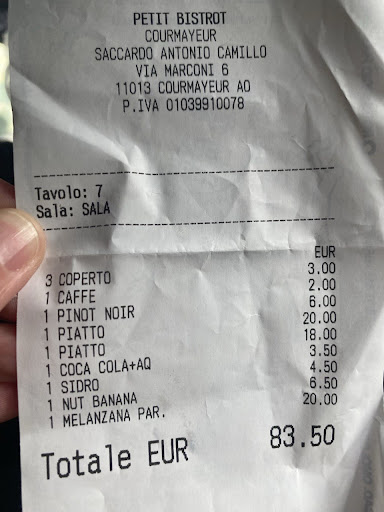 PETIT BISTROT
COURMAYEUR
SACCARDO ANTONIO CAMILLO
VIA MARCONI 6
11013 COURMAYEUR AO
P.IVA 01039910078
Tavolo: 7
Sala: SALA
EUR
3 COPERTO 3.00
1 CAFFE 2.00
1 PINOT NOIR 6.00
1 PIATTO 20.00
1 PIATTO 18.00
1 COCA COLA+AQ 3.50
1 SIDRO 4.50
1 NUT BANANA 6.50
1 MELANZANA PAR. 20.00
Totale EUR 83.50